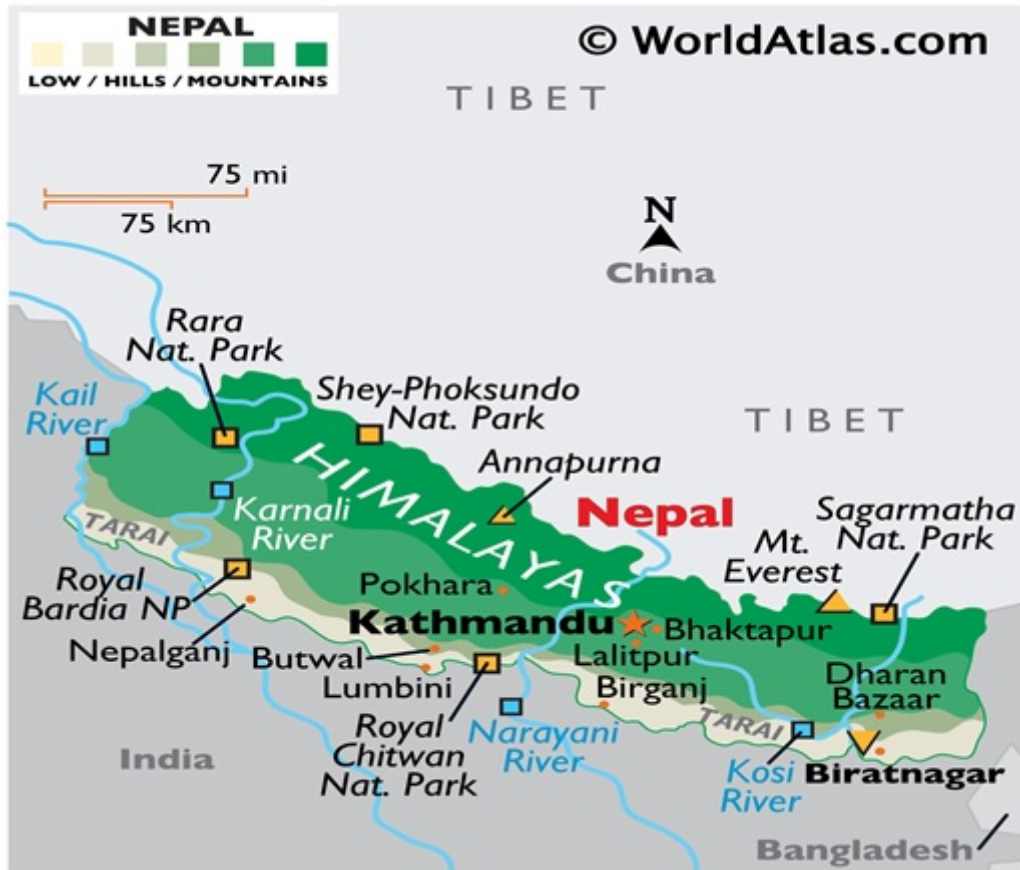 NEPAL
LOW / HILLS / MOUNTAINS
© WorldAtlas.com
TIBET
75 mi
75 km
N
China
Rara
Nat. Park
Kail
River
Shey-Phoksundo
Nat. Park
TIBET
Annapurna
HIMALAYAS
Nepal
Sagarmatha
Nat. Park
Mt.
Everest
Karnali
River
TARAI
Royal
Bardia NP
Pokhara
Kathmandu
Bhaktapur
Nepalganj
Butwal
Lalitpur
Lumbini
Birganj
Dharan
Bazaar
Royal
Chitwan
Nat. Park
Narayani
River
TARAI
Kosi
River
Biratnagar
India
Bangladesh